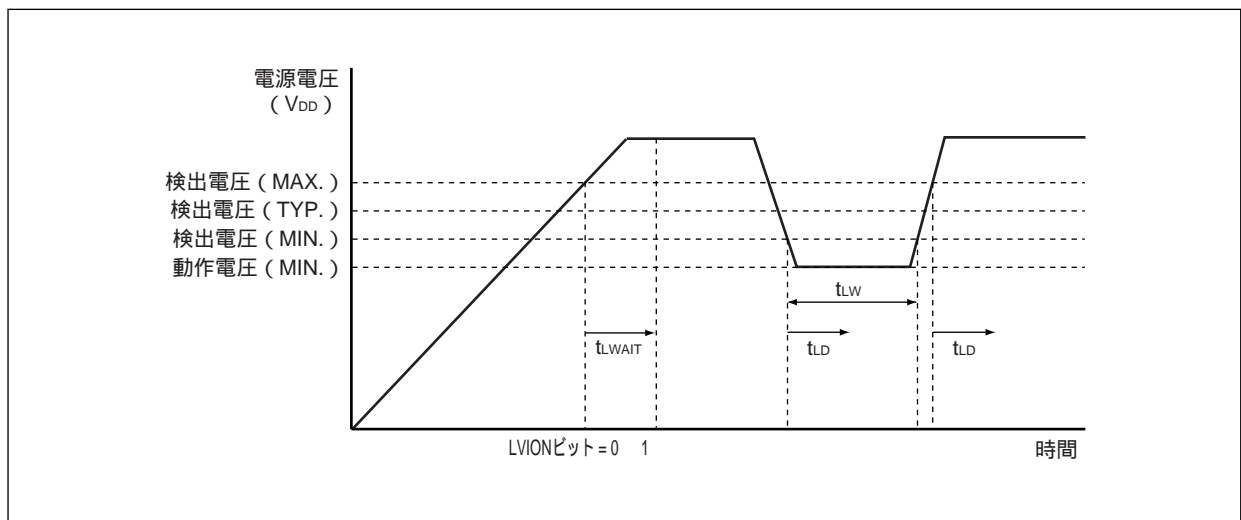 電源電圧
（VDD）
検出電圧（MAX.）
検出電圧（TYP.）
検出電圧（MIN.）
動作電圧（MIN.）
tLW
tLWAIT
tLD
tLD
LVIONビット = 0 1
時間